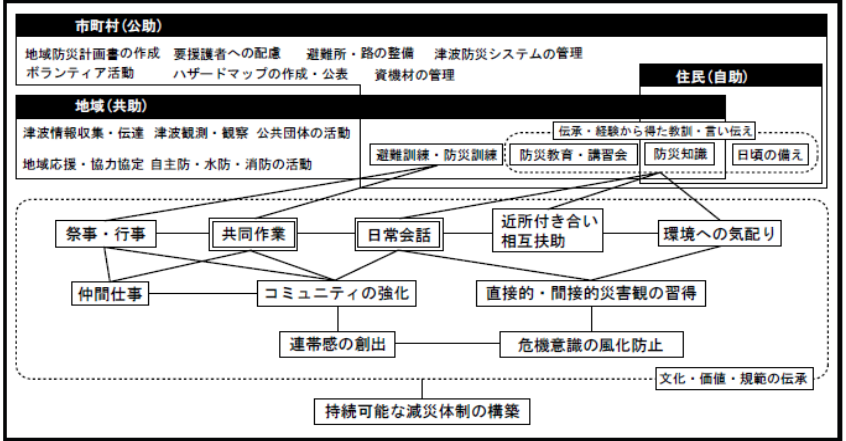 市町村(公助)
地域防災計画書の作成 要援護者への配慮 避難所・路の整備 津波防災システムの管理
ボランティア活動 ハザードマップの作成・公表 資機材の管理
住民(自助)
地域(共助)
津波情報収集・伝達 津波観測・観察 公共団体の活動
伝承・経験から得た教訓・言い伝え
地域応援・協力協定 自主防・水防・消防の活動
避難訓練・防災訓練
防災教育・講習会
防災知識
日頃の備え
祭事・行事
共同作業
日常会話
近所付き合い
相互扶助
環境への気配り
仲間仕事
コミュニティの強化
直接的・間接的災害観の習得
連帯感の創出
危機意識の風化防止
文化・価値・規範の伝承
持続可能な減災体制の構築